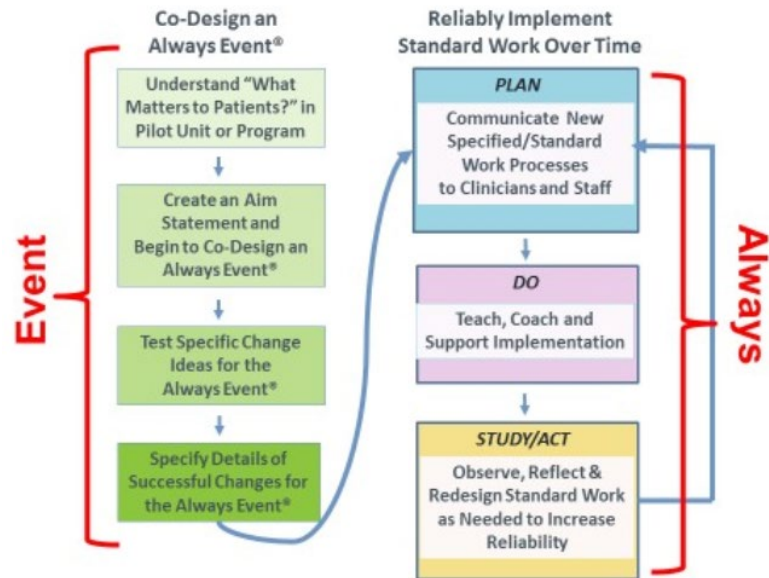 Co-Design an
Always Event®
Understand “What
Matters to Patients?” in
Pilot Unit or Program
Create an Aim
Statement and
Begin to Co-Design an
Always Event®
Test Specific Change
Ideas for the
Always Event®
Specify Details of
Successful Changes for
the Always Event®
Event
Reliably Implement
Standard Work Over Time
PLAN
Communicate New
Specified/Standard
Work Processes
to Clinicians and Staff
DO
Teach, Coach and
Support Implementation
STUDY/ACT
Observe, Reflect &
Redesign Standard Work
as Needed to Increase
Reliability
Always